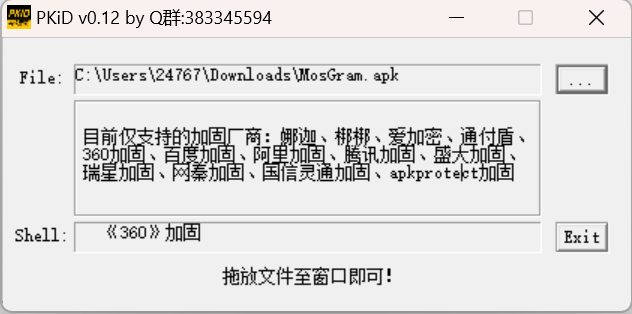 PKiD v0.12 by Q群:383345594
File: C:\Users\24767\Downloads\MosGram.apk ...
目前仅支持的加固厂商：娜迦、梆梆、爱加密、通付盾、
360加固、百度加固、阿里加固、腾讯加固、盛大加固、
瑞星加固、网秦加固、国信灵通加固、apkprotect加固
Shell: 《360》加固 Exit
拖放文件至窗口即可!